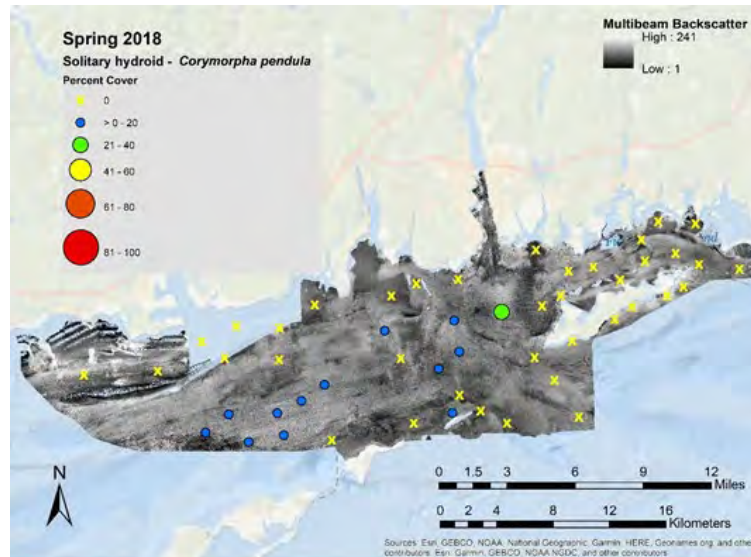 Spring 2018
Solitary hydroid - Corymorpha pendula
Percent Cover
0
> 0 - 20
21 - 40
41 - 60
61 - 80
81 - 100
Multibeam Backscatter
High : 241
Low : 1
N
0 1.5 3 6 9 12
Miles
0 2 4 8 12 16
Kilometers
Sources: Esri, GEBCO, NOAA, National Geographic, Garmin, HERE, Geonames.org, and other
contributors, Esri, Garmin, GEBCO, NOAA NGDC, and other contributors